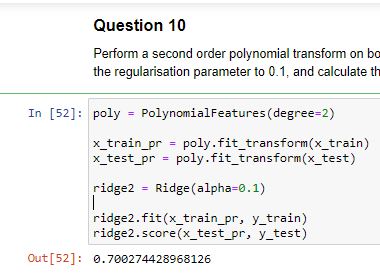 Question 10
Perform a second order polynomial transform on bo
the regularisation parameter to 0.1, and calculate th
In [52]: poly = PolynomialFeatures(degree=2)
x_train_pr = poly.fit_transform(x_train)
x_test_pr = poly.fit_transform(x_test)
ridge2 = Ridge(alpha=0.1)
ridge2.fit(x_train_pr, y_train)
ridge2.score(x_test_pr, y_test)
Out[52]: 0.700274428968126